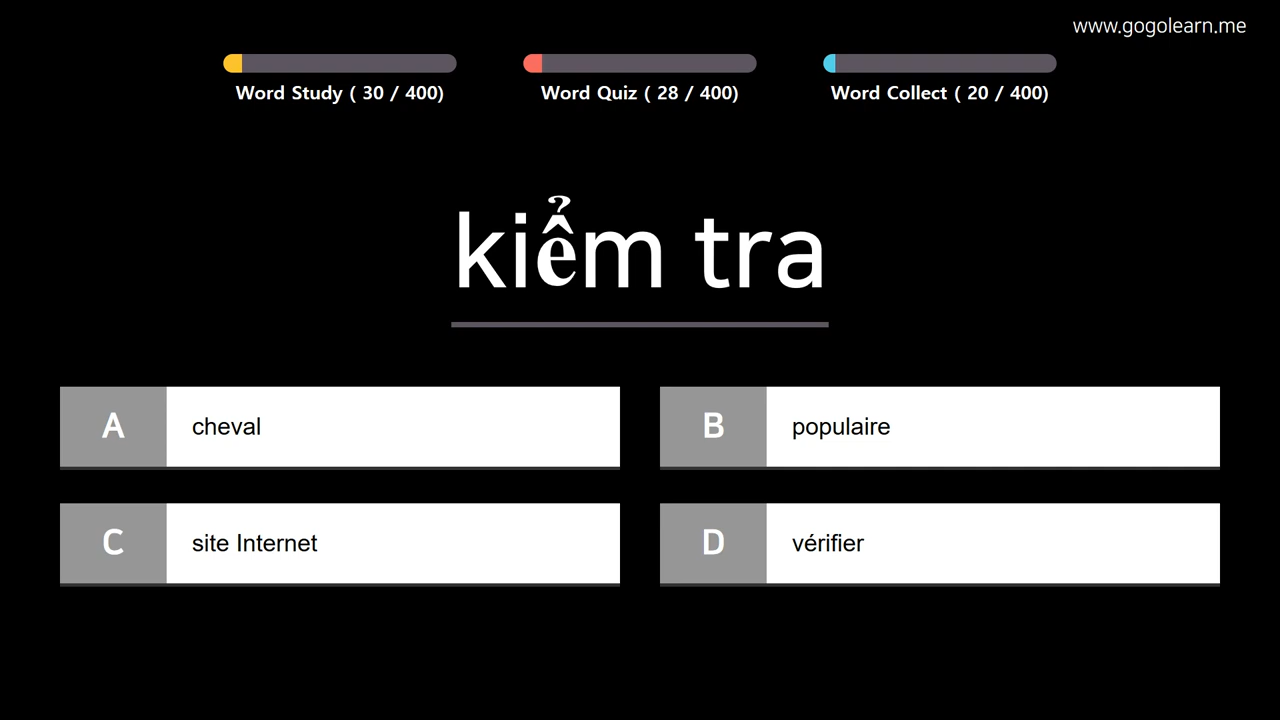 www.gogolearn.me
Word Study ( 30 / 400)
Word Quiz ( 28 / 400)
Word Collect ( 20 / 400)
kiểm tra
A cheval
B populaire
C site Internet
D vérifier